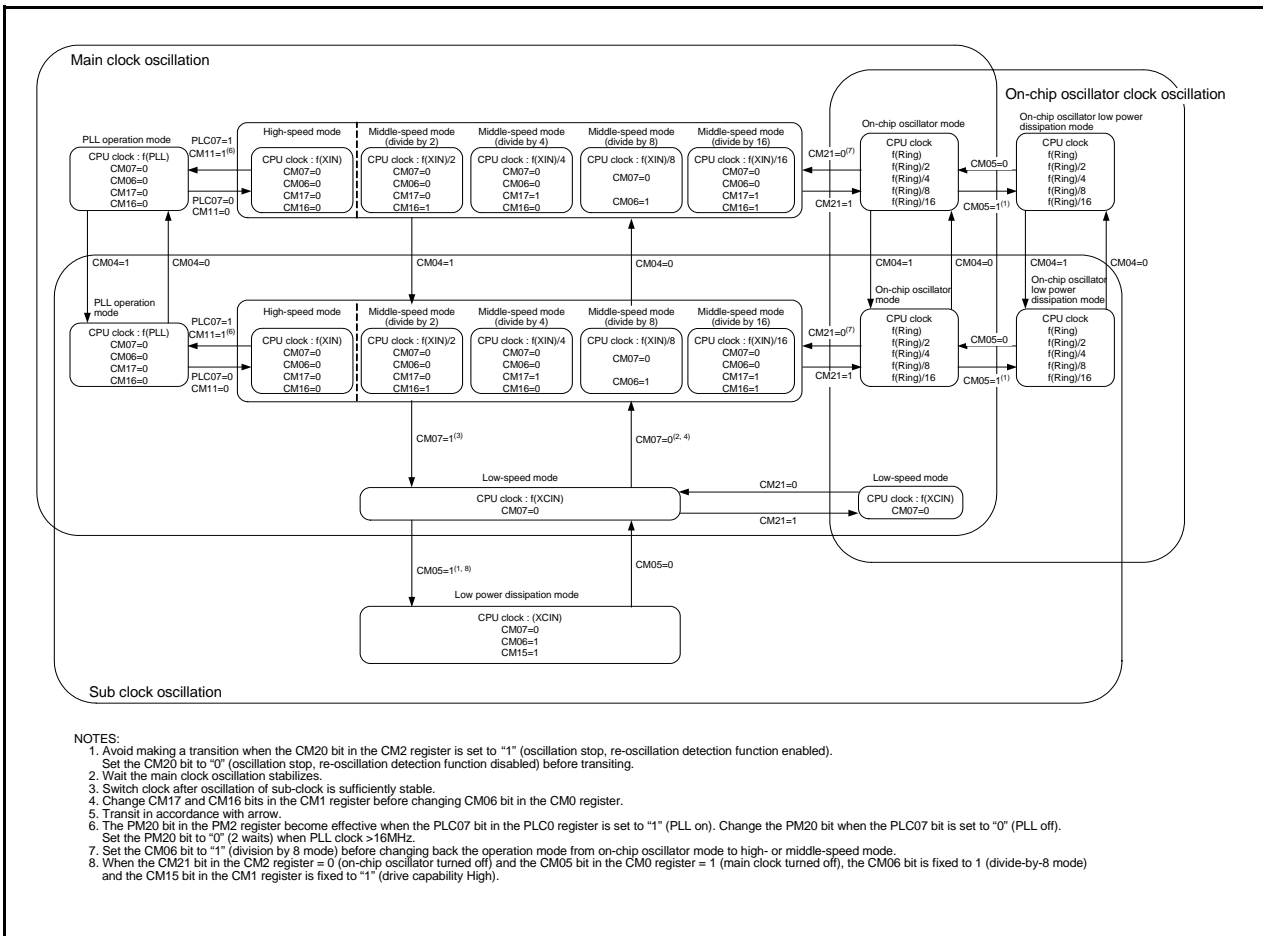 Main clock oscillation
On-chip oscillator clock oscillation
PLL operation mode
CPU clock : f(PLL)
CM07=0
CM06=0
CM17=0
CM16=0
PLC07=1
CM11=1(6)
PLC07=0
CM11=0
High-speed mode
CPU clock : f(XIN)
CM07=0
CM06=0
CM17=0
CM16=0
Middle-speed mode
(divide by 2)
CPU clock : f(XIN)/2
CM07=0
CM06=0
CM17=0
CM16=1
Middle-speed mode
(divide by 4)
CPU clock : f(XIN)/4
CM07=0
CM06=0
CM17=1
CM16=0
Middle-speed mode
(divide by 8)
CPU clock : f(XIN)/8
CM07=0
CM06=1
Middle-speed mode
(divide by 16)
CPU clock : f(XIN)/16
CM07=0
CM06=0
CM17=1
CM16=1
CM21=0(7)
CM21=1
On-chip oscillator mode
CPU clock
f(Ring)
f(Ring)/2
f(Ring)/4
f(Ring)/8
f(Ring)/16
CM05=0
CM05=1(1)
On-chip oscillator low power
dissipation mode
CPU clock
f(Ring)
f(Ring)/2
f(Ring)/4
f(Ring)/8
f(Ring)/16
CM04=1
CM04=0
CM04=1
CM04=0
CM04=1
CM04=0
CM04=1
CM04=0
PLL operation
mode
CPU clock : f(PLL)
CM07=0
CM06=0
CM17=0
CM16=0
PLC07=1
CM11=1(6)
PLC07=0
CM11=0
High-speed mode
CPU clock : f(XIN)
CM07=0
CM06=0
CM17=0
CM16=0
Middle-speed mode
(divide by 2)
CPU clock : f(XIN)/2
CM07=0
CM06=0
CM17=0
CM16=1
Middle-speed mode
(divide by 4)
CPU clock : f(XIN)/4
CM07=0
CM06=0
CM17=1
CM16=0
Middle-speed mode
(divide by 8)
CPU clock : f(XIN)/8
CM07=0
CM06=1
Middle-speed mode
(divide by 16)
CPU clock : f(XIN)/16
CM07=0
CM06=0
CM17=1
CM16=1
CM21=0(7)
CM21=1
On-chip oscillator
mode
CPU clock
f(Ring)
f(Ring)/2
f(Ring)/4
f(Ring)/8
f(Ring)/16
CM05=0
CM05=1(1)
On-chip oscillator
low power
dissipation mode
CPU clock
f(Ring)
f(Ring)/2
f(Ring)/4
f(Ring)/8
f(Ring)/16
CM07=1(3)
CM07=0(2, 4)
Low-speed mode
CPU clock : f(XCIN)
CM07=0
CM21=0
CM21=1
Low-speed mode
CPU clock : f(XCIN)
CM07=0
CM05=1(1, 8)
CM05=0
Low power dissipation mode
CPU clock : (XCIN)
CM07=0
CM06=1
CM15=1
Sub clock oscillation
NOTES:
1. Avoid making a transition when the CM20 bit in the CM2 register is set to “1” (oscillation stop, re-oscillation detection function enabled).
Set the CM20 bit to “0” (oscillation stop, re-oscillation detection function disabled) before transiting.
2. Wait the main clock oscillation stabilizes.
3. Switch clock after oscillation of sub-clock is sufficiently stable.
4. Change CM17 and CM16 bits in the CM1 register before changing CM06 bit in the CM0 register.
5. Transit in accordance with arrow.
6. The PM20 bit in the PM2 register become effective when the PLC07 bit in the PLC0 register is set to “1” (PLL on). Change the PM20 bit when the PLC07 bit is set to “0” (PLL off).
Set the PM20 bit to “0” (2 waits) when PLL clock >16MHz.
7. Set the CM06 bit to “1” (division by 8 mode) before changing back the operation mode from on-chip oscillator mode to high- or middle-speed mode.
8. When the CM21 bit in the CM2 register = 0 (on-chip oscillator turned off) and the CM05 bit in the CM0 register = 1 (main clock turned off), the CM06 bit is fixed to 1 (divide-by-8 mode)
and the CM15 bit in the CM1 register is fixed to “1” (drive capability High).